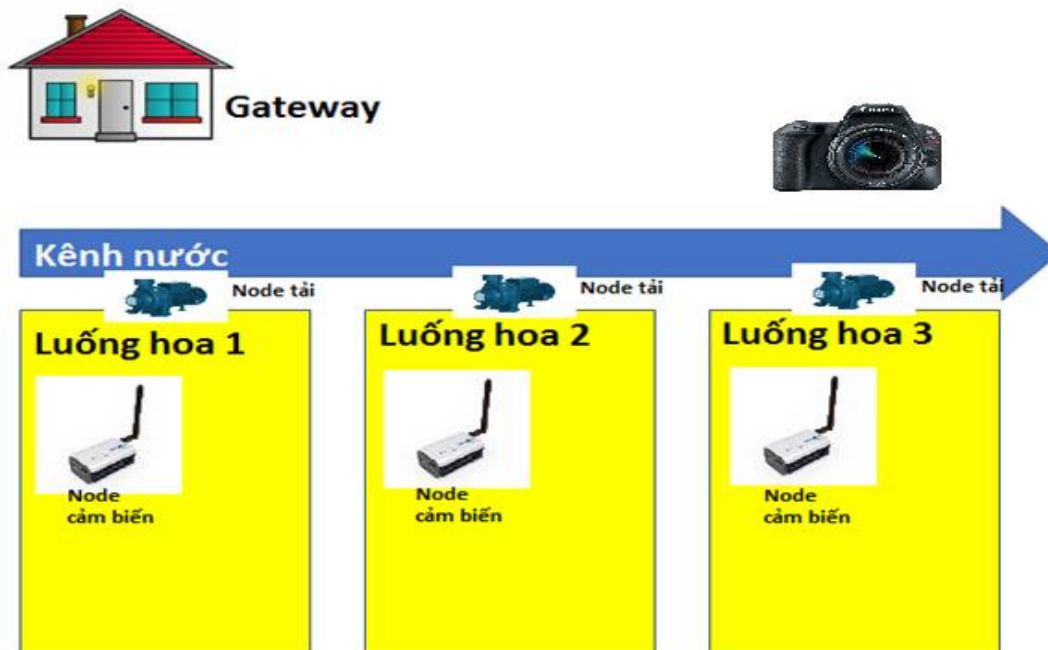 Gateway
Canon
Kênh nước
Node tải
Node tải
Node tải
Luống hoa 1
Luống hoa 2
Luống hoa 3
Node
cảm biến
Node
cảm biến
Node
cảm biến